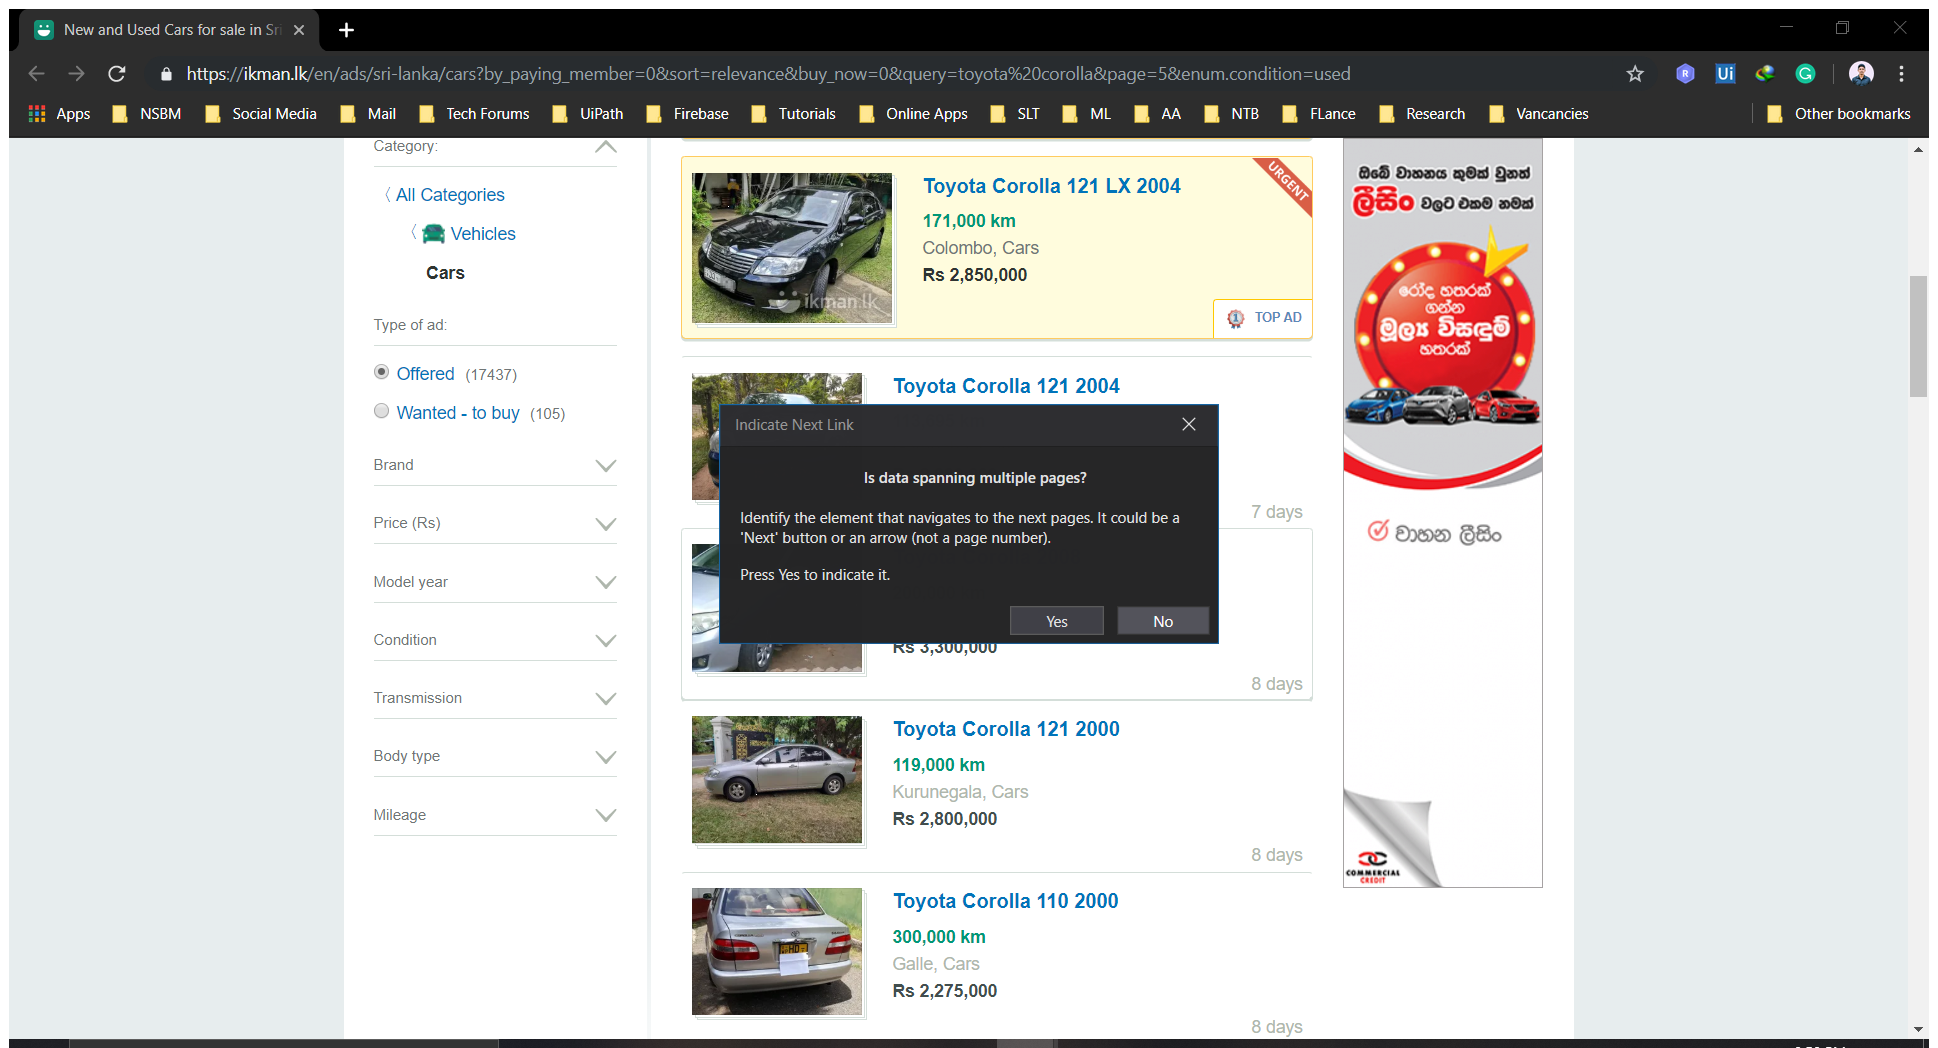 New and Used Cars for sale in Sri
https://ikman.lk/en/ads/sri-lanka/cars?by_paying_member=0&sort=relevance&buy_now=0&query=toyota%20corolla&page=5&enum.condition=used
Ui
Apps NSBM Social Media Mail Tech Forums UiPath Firebase Tutorials Online Apps SLT ML AA NTB FLance Research Vancancies Other bookmarks
Category:
All Categories
Vehicles
Cars
Type of ad:
Offered (17437)
Wanted - to buy (105)
Brand
Price (Rs)
Model year
Condition
Transmission
Body type
Mileage
Toyota Corolla 121 LX 2004
171,000 km
Colombo, Cars
Rs 2,850,000
URGENT
1 TOP AD
ikman.lk
Toyota Corolla 121 2004
7 days
Indicate Next Link
Is data spanning multiple pages?
Identify the element that navigates to the next pages. It could be a
'Next' button or an arrow (not a page number).
Press Yes to indicate it.
Yes No
Rs 3,300,000
8 days
Toyota Corolla 121 2000
119,000 km
Kurunegala, Cars
Rs 2,800,000
8 days
Toyota Corolla 110 2000
300,000 km
Galle, Cars
Rs 2,275,000
8 days
ඔබේ වාහනය කුමක් වුනත්
ලීසිං වලට එකම නමක්
රෝද හතරක්
ගන්න
මූල්‍ය විසඳුම්
හතරක්
වාහන ලීසිං
COMMERCIAL
CREDIT